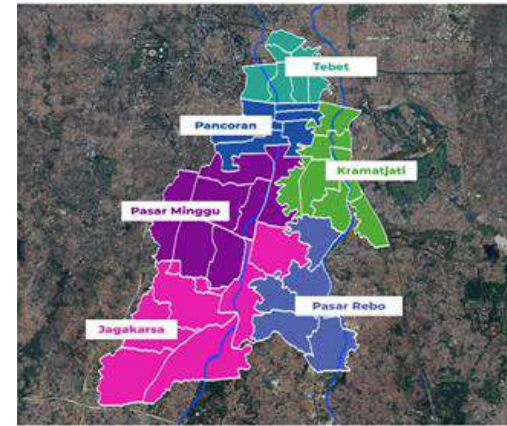 Tebet
Pancoran
Kramatjati
Pasar Minggu
Pasar Rebo
Jagakarsa